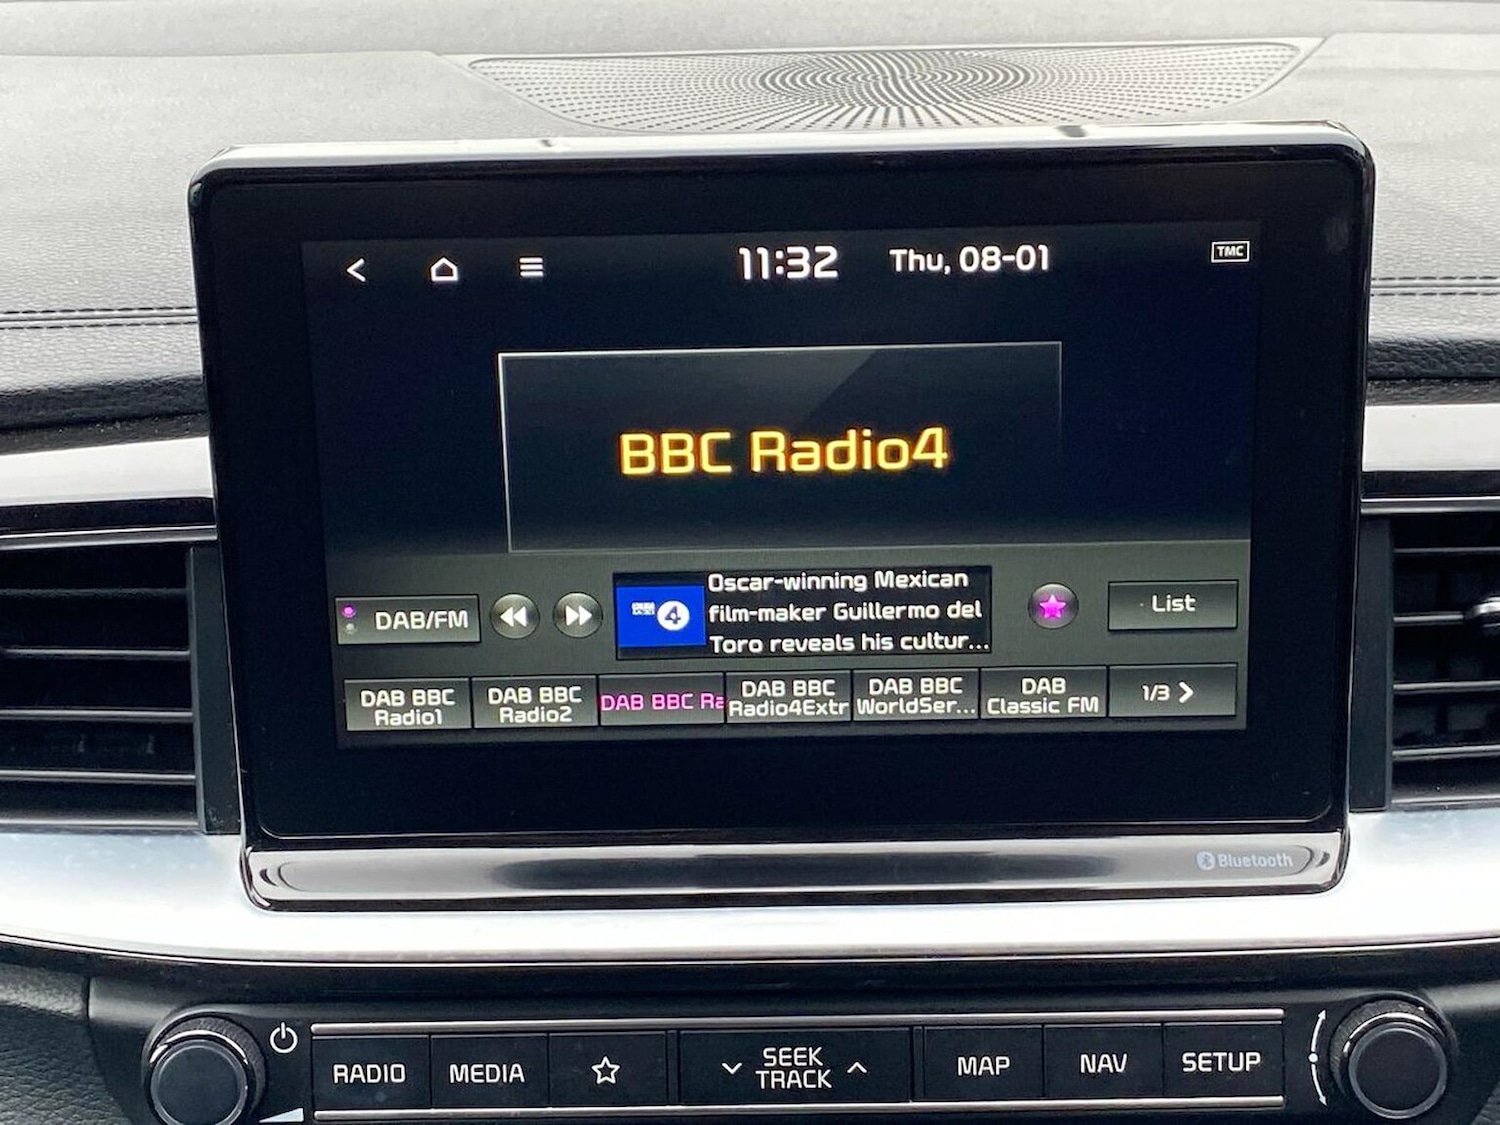 11:32 Thu, 08-01 TMC
BBC Radio4
DAB/FM
4
Oscar-winning Mexican
film-maker Guillermo del
Toro reveals his cultur...
List
DAB BBC
Radio1
DAB BBC
Radio2
DAB BBC Ra
DAB BBC
Radio4Extr
DAB BBC
WorldSer...
DAB
Classic FM
1/3
Bluetooth
RADIO
MEDIA
SEEK
TRACK
MAP
NAV
SETUP